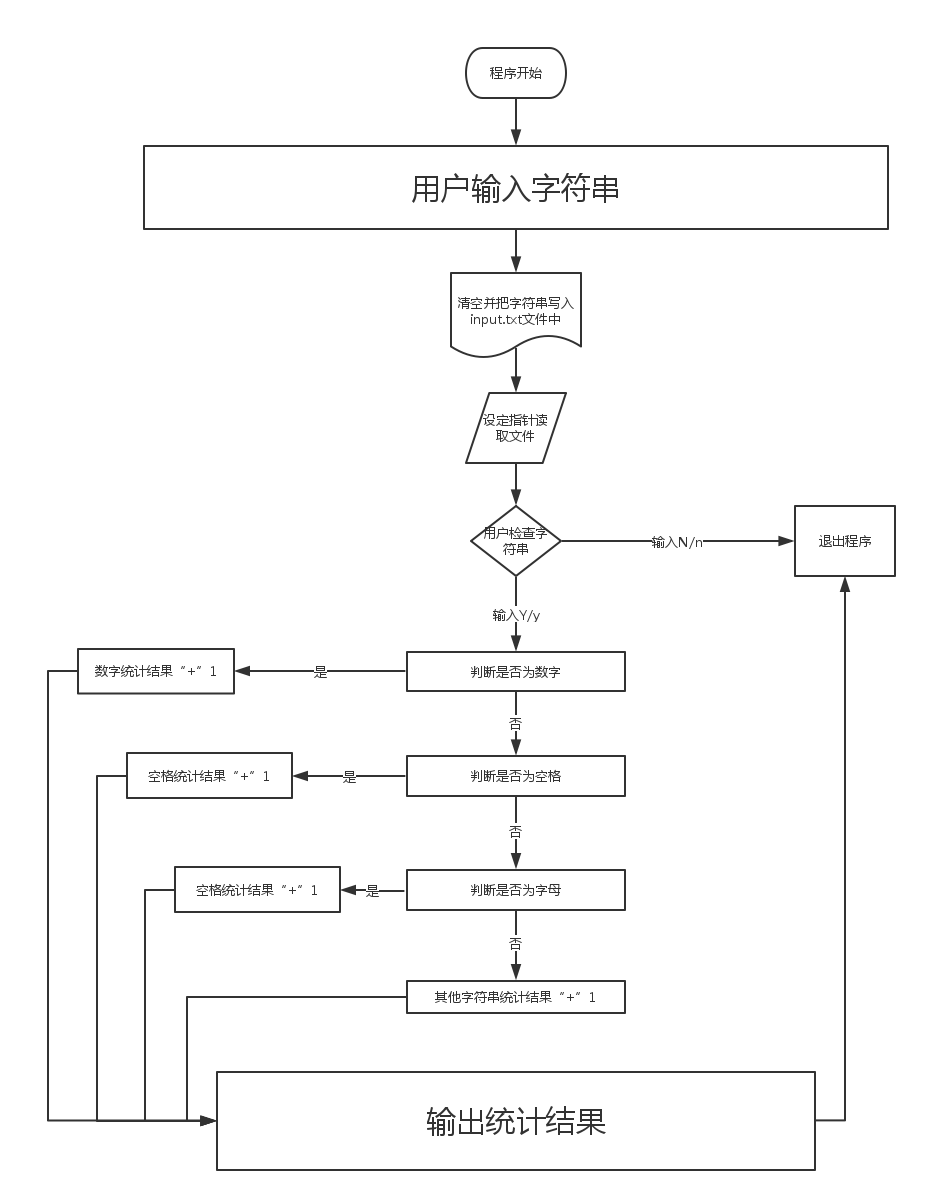 程序开始
用户输入字符串
清空并把字符串写入
input.txt文件中
设定指针读
取文件
用户检查字
符串
输入N/n
退出程序
输入Y/y
数字统计结果“+”1
是
判断是否为数字
否
空格统计结果“+”1
是
判断是否为空格
否
空格统计结果“+”1
是
判断是否为字母
否
其他字符串统计结果“+”1
输出统计结果